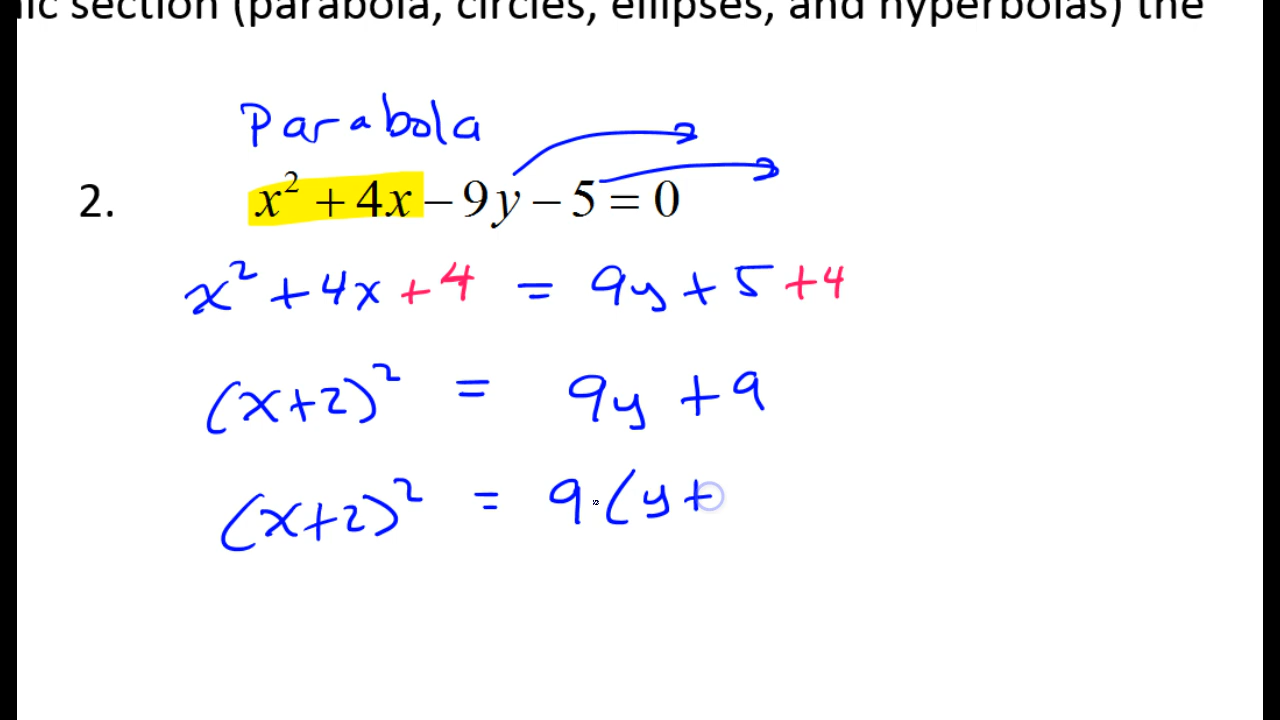 ic section (parabola, circles, ellipses, and hyperbolas) the
Parabola
2. x² + 4x − 9y − 5 = 0
x² + 4x + 4 = 9y + 5 + 4
(x+2)² = 9y + 9
(x+2)² = 9·(y+